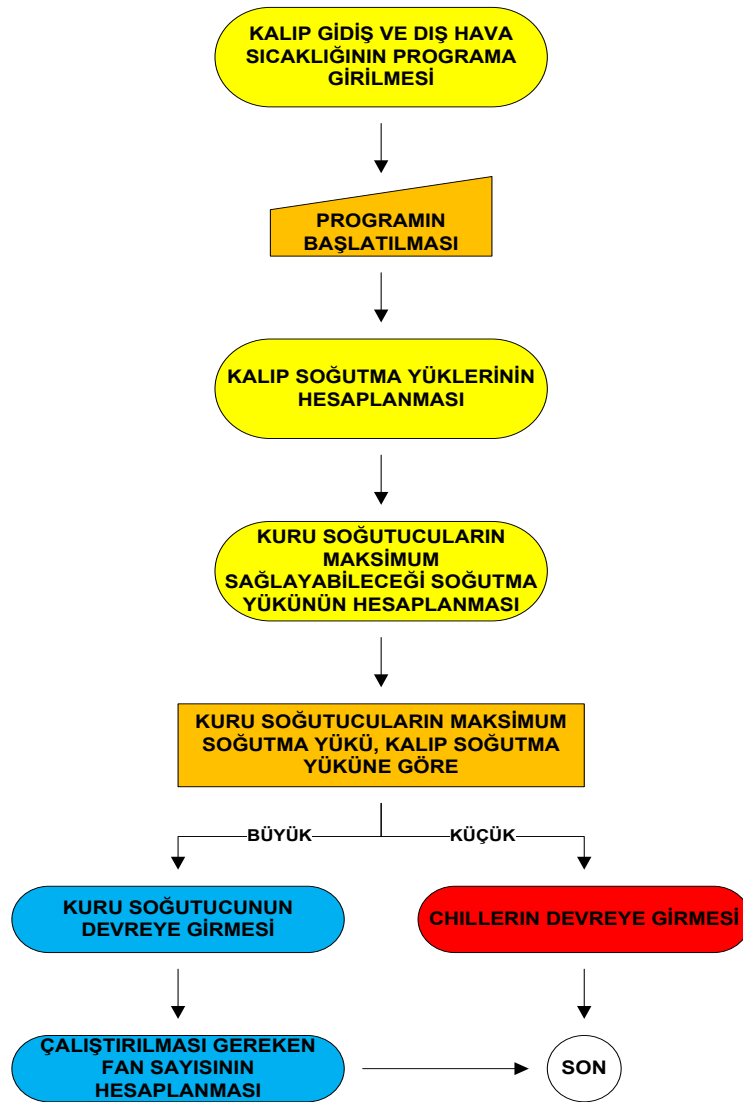 KALIP GİDİŞ VE DIŞ HAVA
SICAKLIĞININ PROGRAMA
GİRİLMESİ
PROGRAMIN
BAŞLATILMASI
KALIP SOĞUTMA YÜKLERİNİN
HESAPLANMASI
KURU SOĞUTUCULARIN
MAKSİMUM
SAĞLAYABİLECEĞİ SOĞUTMA
YÜKÜNÜN HESAPLANMASI
KURU SOĞUTUCULARIN MAKSİMUM
SOĞUTMA YÜKÜ, KALIP SOĞUTMA
YÜKÜNE GÖRE
BÜYÜK
KÜÇÜK
KURU SOĞUTUCUNUN
DEVREYE GİRMESİ
CHILLERIN DEVREYE GİRMESİ
ÇALIŞTIRILMASI GEREKEN
FAN SAYISININ
HESAPLANMASI
SON